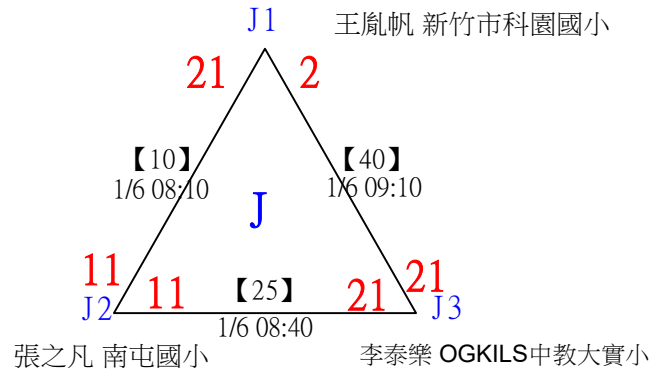 J1
王胤帆 新竹市科園國小
21
2
【10】
1/6 08:10
【40】
1/6 09:10
J
11
11
【25】
1/6 08:40
21
21
J2
J3
張之凡 南屯國小
李泰樂 OGKILS中教大實小